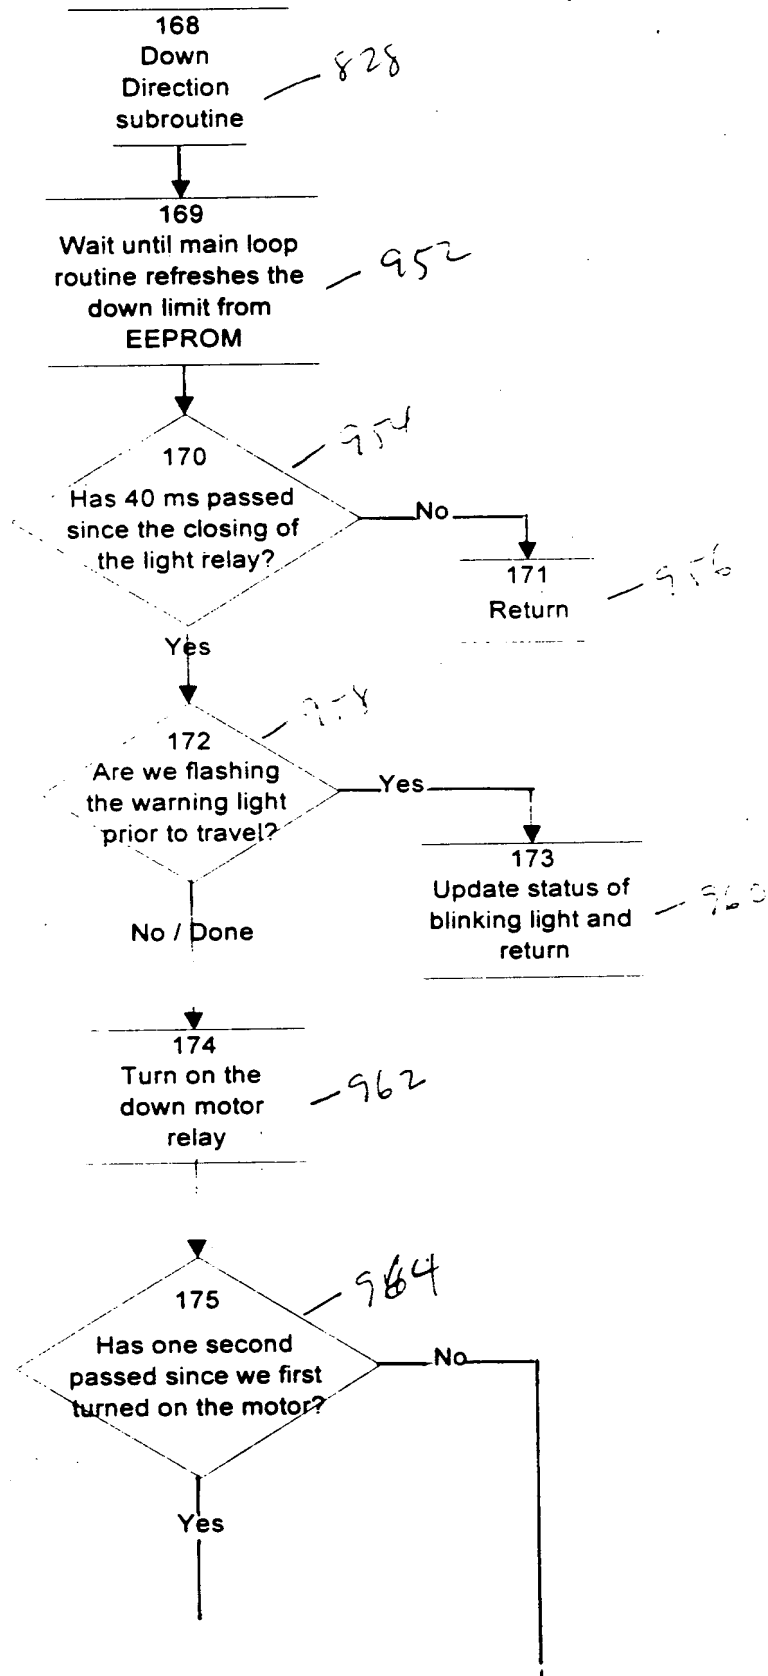 168
Down
Direction
subroutine
828
169
Wait until main loop
routine refreshes the
down limit from
EEPROM
952
170
Has 40 ms passed
since the closing of
the light relay?
954
No
171
Return
956
Yes
172
Are we flashing
the warning light
prior to travel?
958
Yes
173
Update status of
blinking light and
return
960
No / Done
174
Turn on the
down motor
relay
962
175
Has one second
passed since we first
turned on the motor?
964
No
Yes